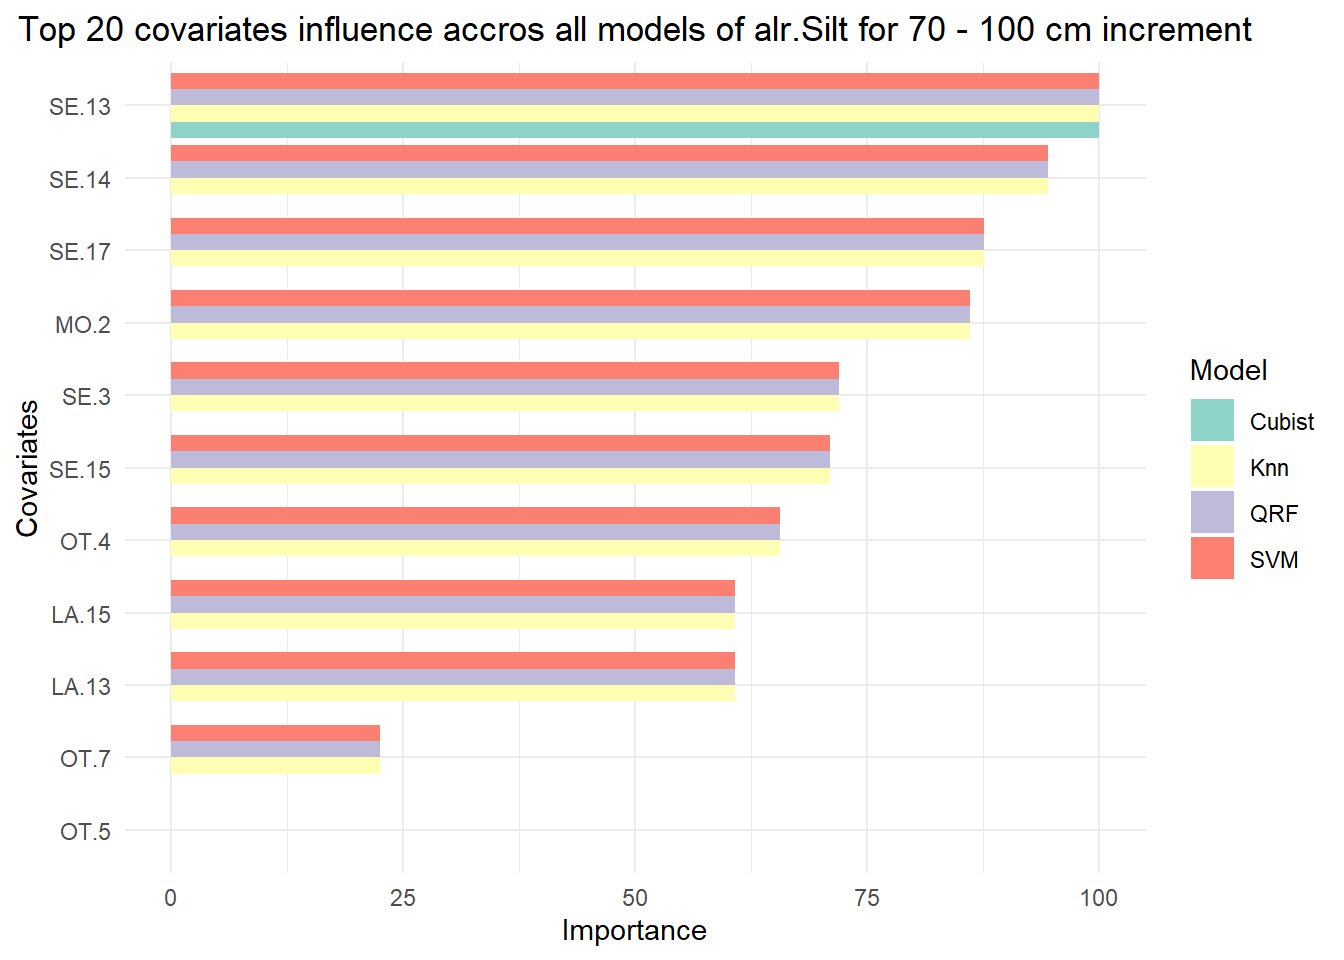 Top 20 covariates influence accros all models of alr.Silt for 70 - 100 cm increment
SE.13
SE.14
SE.17
MO.2
SE.3
SE.15
OT.4
LA.15
LA.13
OT.7
OT.5
Covariates
0 25 50 75 100
Importance
Model
Cubist
Knn
QRF
SVM